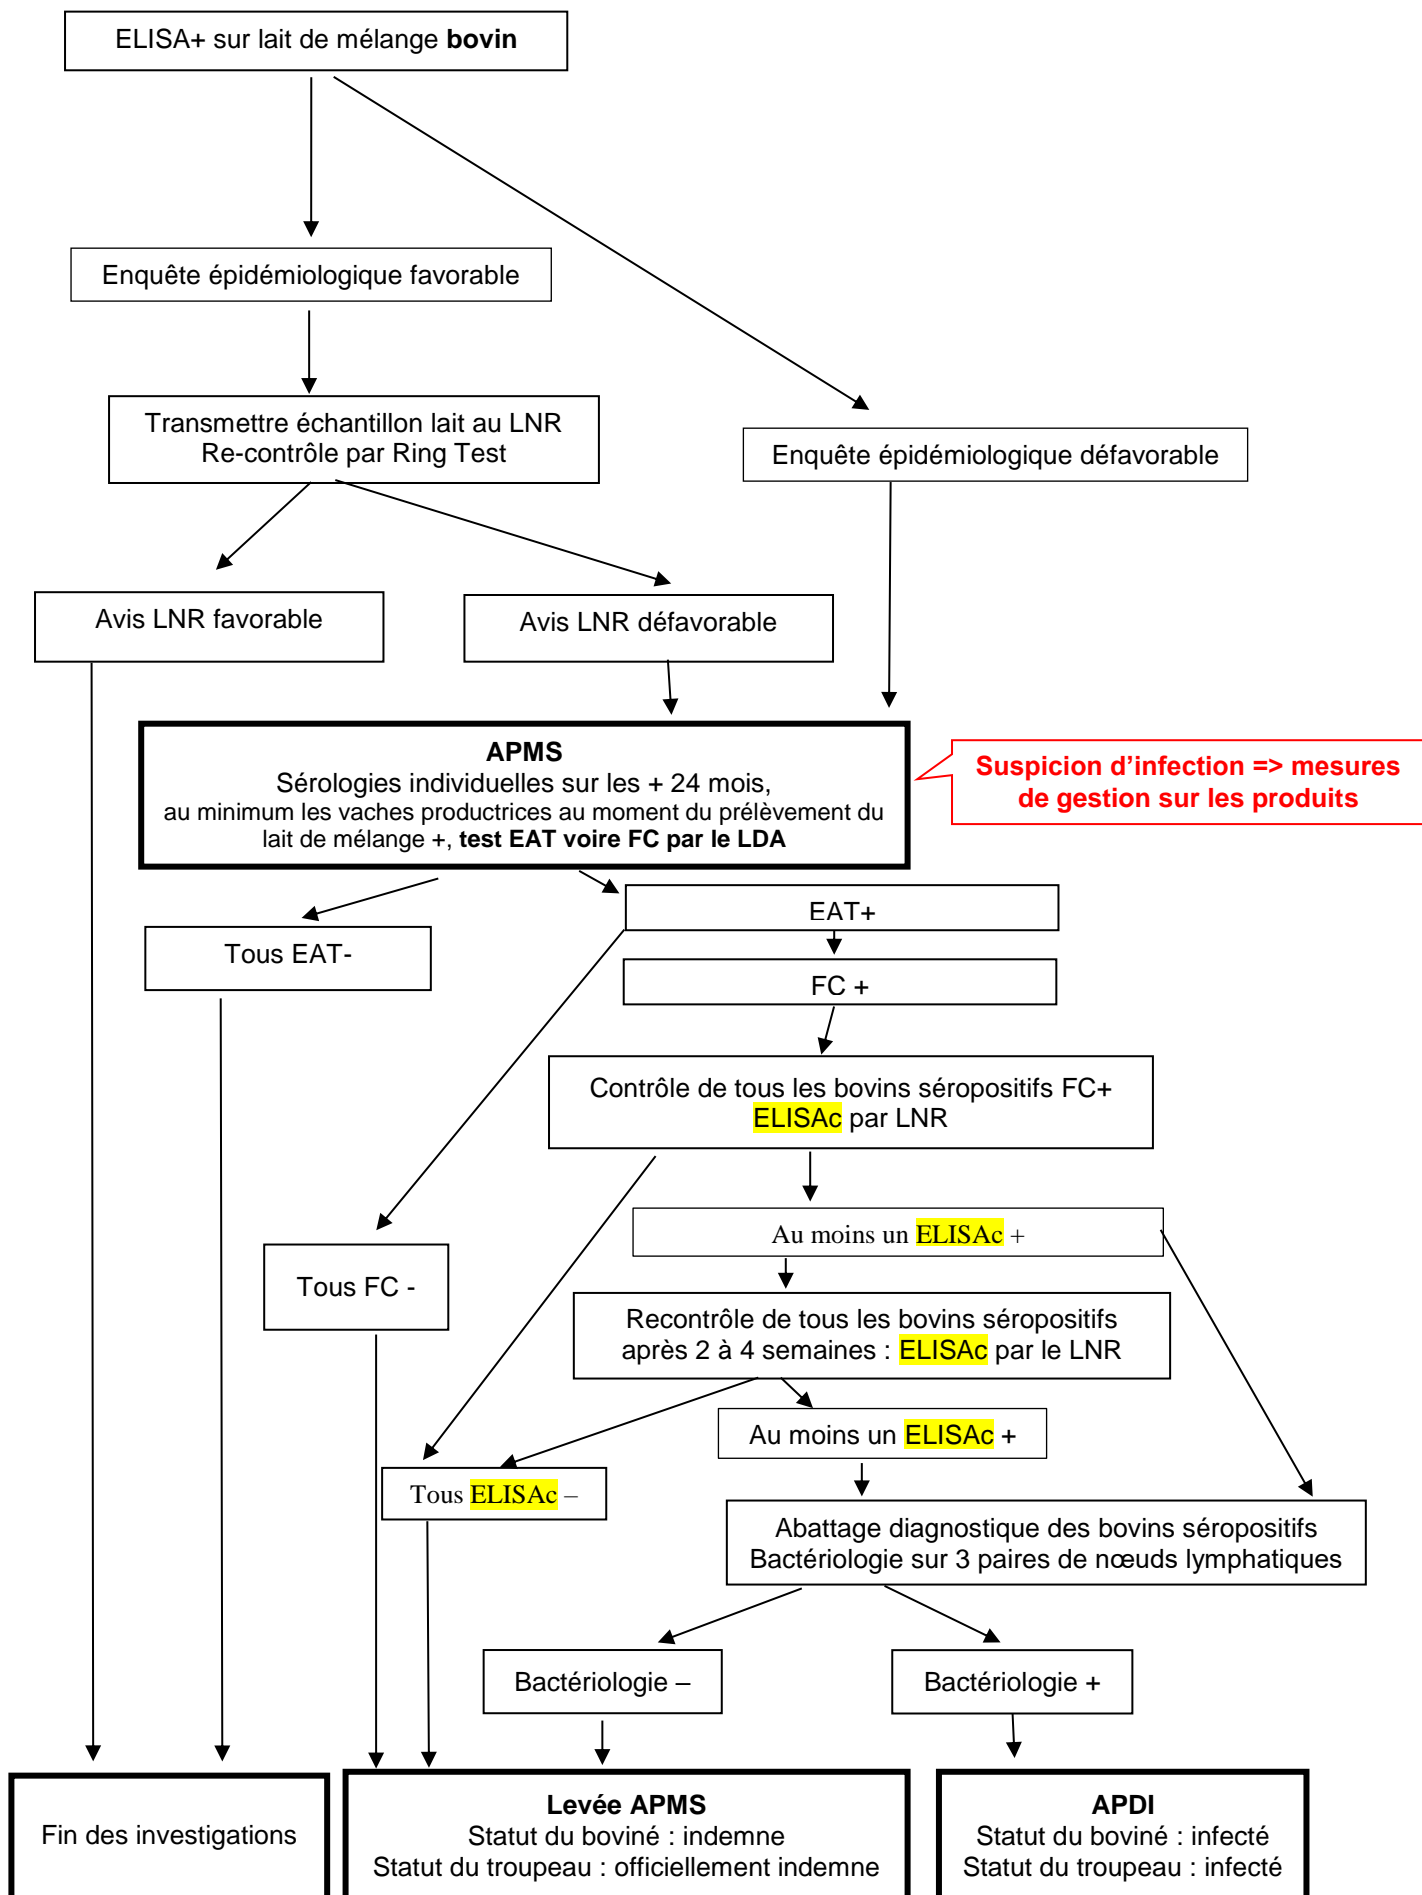 ELISA+ sur lait de mélange bovin
Enquête épidémiologique favorable
Transmettre échantillon lait au LNR
Re-contrôle par Ring Test
Enquête épidémiologique défavorable
Avis LNR favorable
Avis LNR défavorable
APMS
Sérologies individuelles sur les + 24 mois,
au minimum les vaches productrices au moment du prélèvement du
lait de mélange +, test EAT voire FC par le LDA
Suspicion d’infection => mesures
de gestion sur les produits
EAT+
Tous EAT-
FC +
Contrôle de tous les bovins séropositifs FC+
ELISAc par LNR
Au moins un ELISAc +
Tous FC -
Recontrôle de tous les bovins séropositifs
après 2 à 4 semaines : ELISAc par le LNR
Au moins un ELISAc +
Tous ELISAc –
Abattage diagnostique des bovins séropositifs
Bactériologie sur 3 paires de nœuds lymphatiques
Bactériologie –
Bactériologie +
Fin des investigations
Levée APMS
Statut du boviné : indemne
Statut du troupeau : officiellement indemne
APDI
Statut du boviné : infecté
Statut du troupeau : infecté